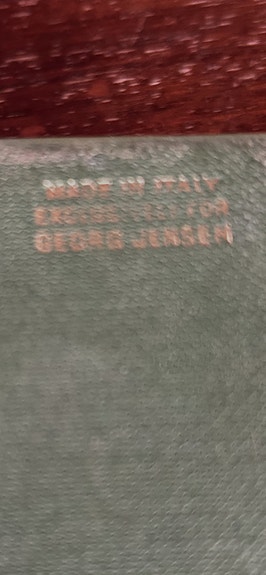 MADE IN ITALY
EXCLUSIVELY FOR
GEORG JENSEN